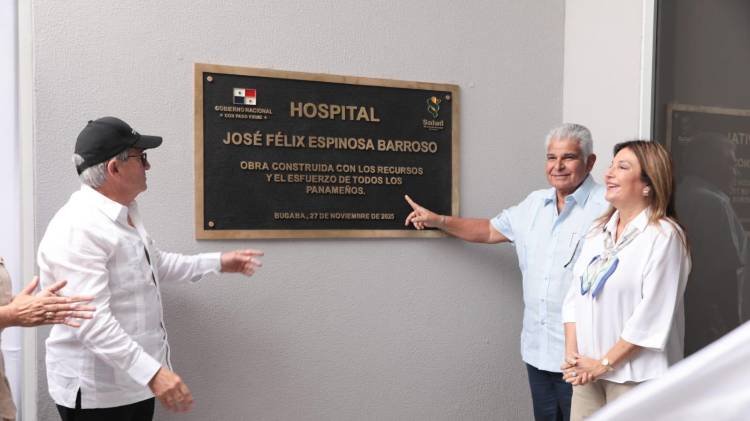 GOBIERNO NACIONAL
CON PASO FIRME
Salud
HOSPITAL
JOSÉ FÉLIX ESPINOSA BARROSO
OBRA CONSTRUIDA CON LOS RECURSOS
Y EL ESFUERZO DE TODOS LOS
PANAMEÑOS.
BUGABA, 27 DE NOVIEMBRE DE 2025